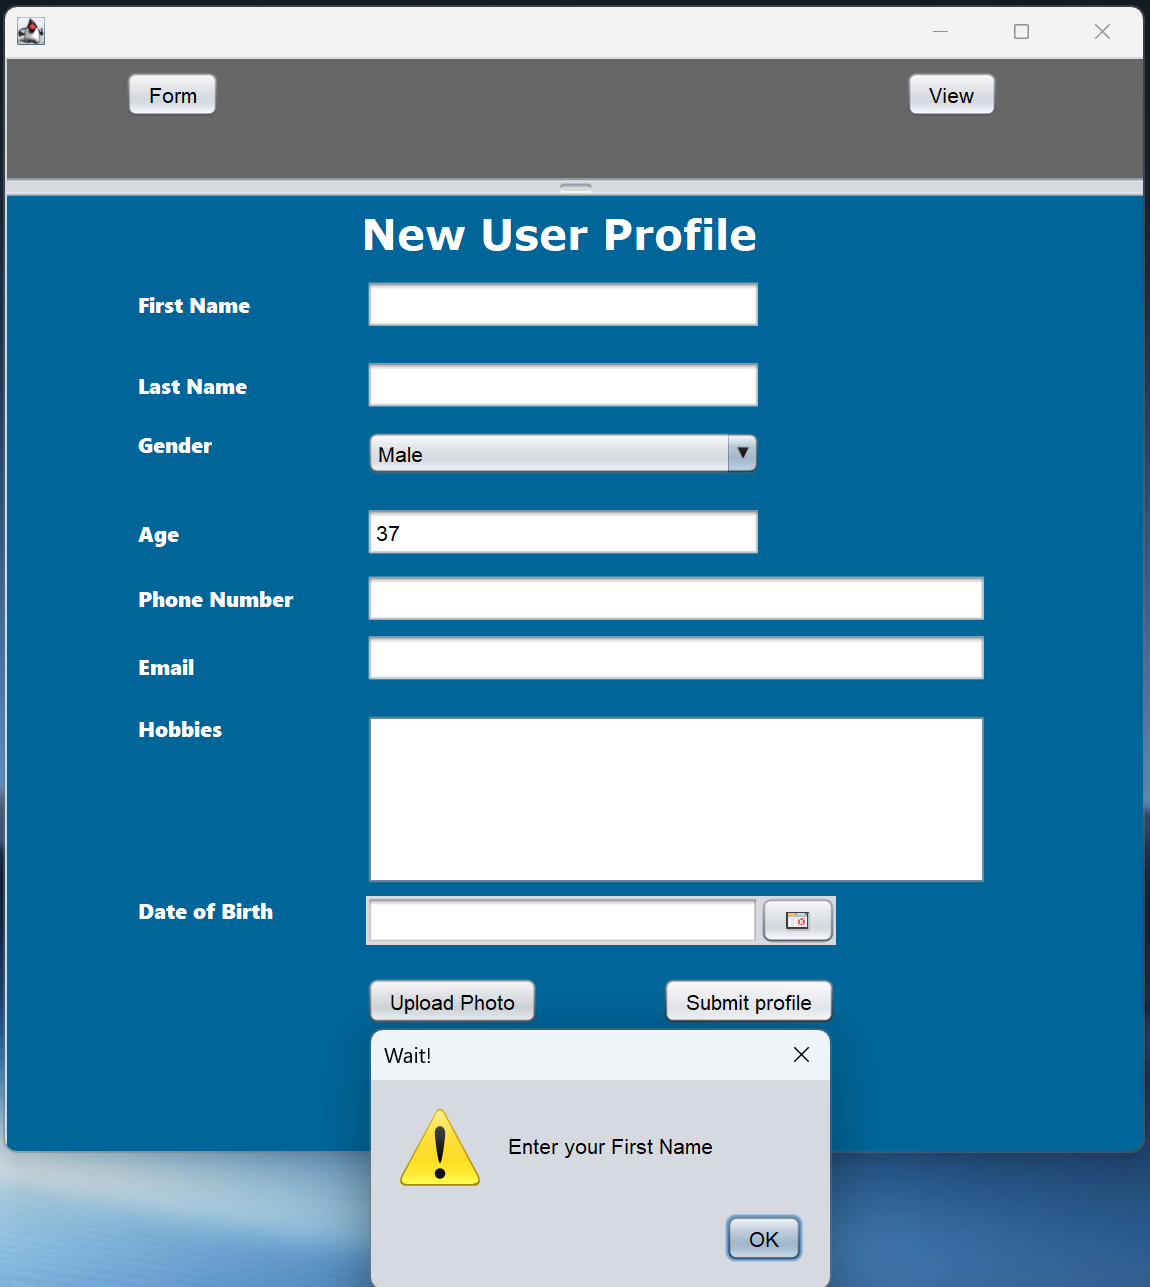 Form
View
New User Profile
First Name
Last Name
Gender
Male
Age
37
Phone Number
Email
Hobbies
Date of Birth
Upload Photo
Submit profile
Wait!
Enter your First Name
OK